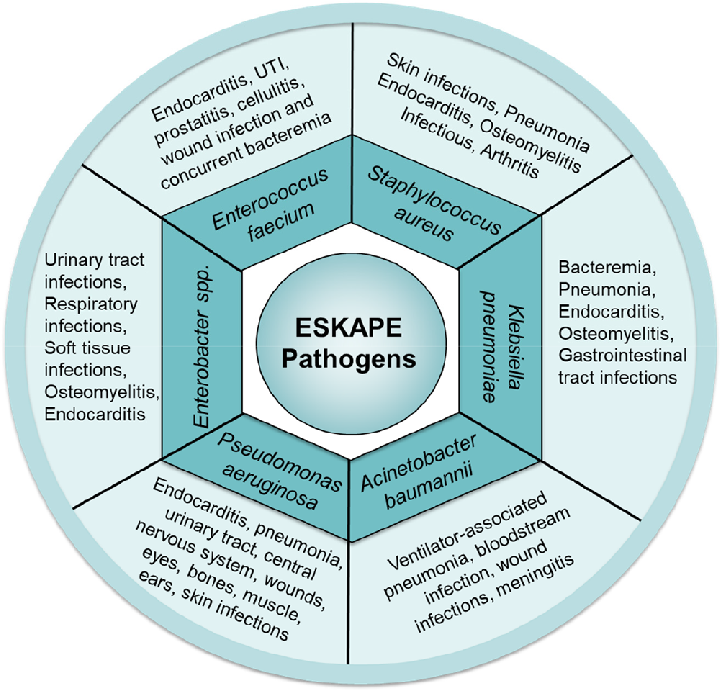 ESKAPE
Pathogens
Endocarditis, UTI,
prostatitis, cellulitis,
wound infection and
concurrent bacteremia
Enterococcus
faecium
Skin infections, Pneumonia
Endocarditis, Osteomyelitis
Infectious, Arthritis
Staphylococcus
aureus
Bacteremia,
Pneumonia,
Endocarditis,
Osteomyelitis,
Gastrointestinal
tract infections
Klebsiella
pneumoniae
Ventilator-associated
pneumonia, bloodstream
infection, wound
infections, meningitis
Acinetobacter
baumannii
Endocarditis, pneumonia,
urinary tract, central
nervous system, wounds,
eyes, bones, muscle,
ears, skin infections
Pseudomonas
aeruginosa
Urinary tract
infections,
Respiratory
infections,
Soft tissue
infections,
Osteomyelitis,
Endocarditis
Enterobacter spp.